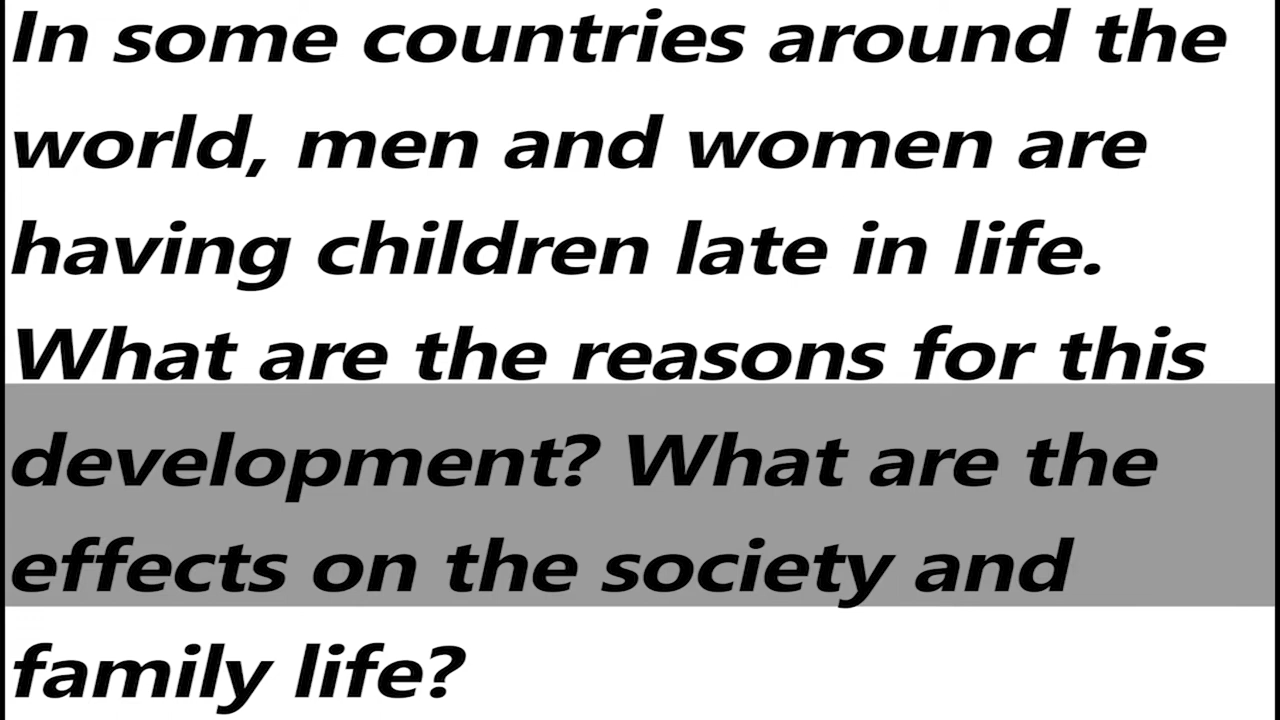 In some countries around the
world, men and women are
having children late in life.
What are the reasons for this
development? What are the
effects on the society and
family life?